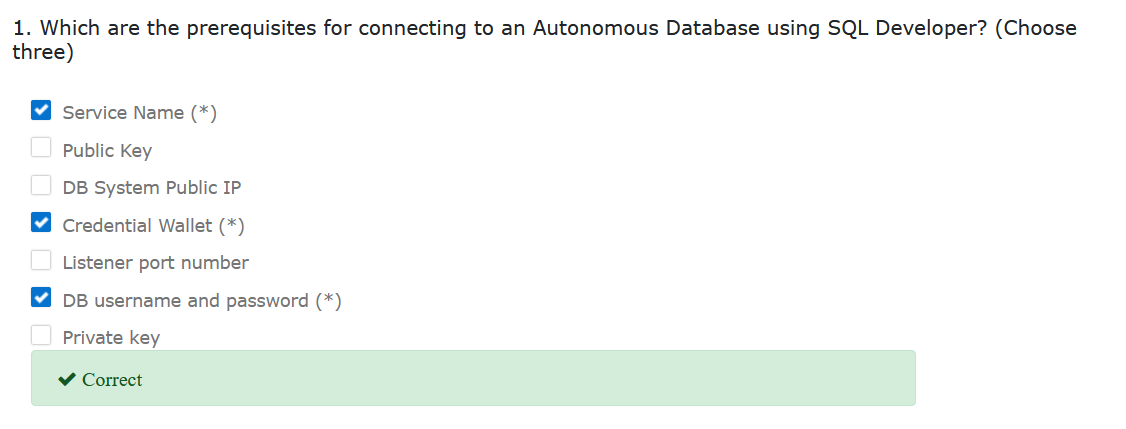 1. Which are the prerequisites for connecting to an Autonomous Database using SQL Developer? (Choose
three)
Service Name (*)
Public Key
DB System Public IP
Credential Wallet (*)
Listener port number
DB username and password (*)
Private key
Correct